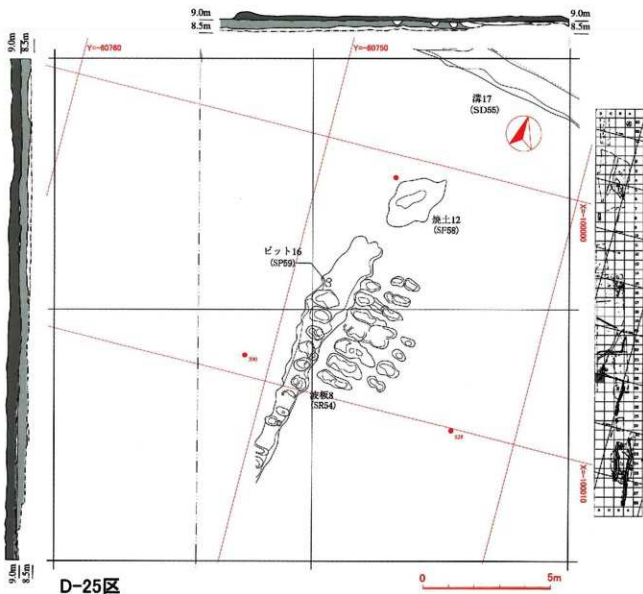 9.0m
8.5m
9.0m
8.5m
9.0m
8.5m
Y=-60760
Y=-60750
溝17
(SD55)
焼土12
(SF58)
ピット16
(SP59)
X=-100000
波板8
(SR54)
X=-100010
9.0m
8.5m
D-25区
0
5m